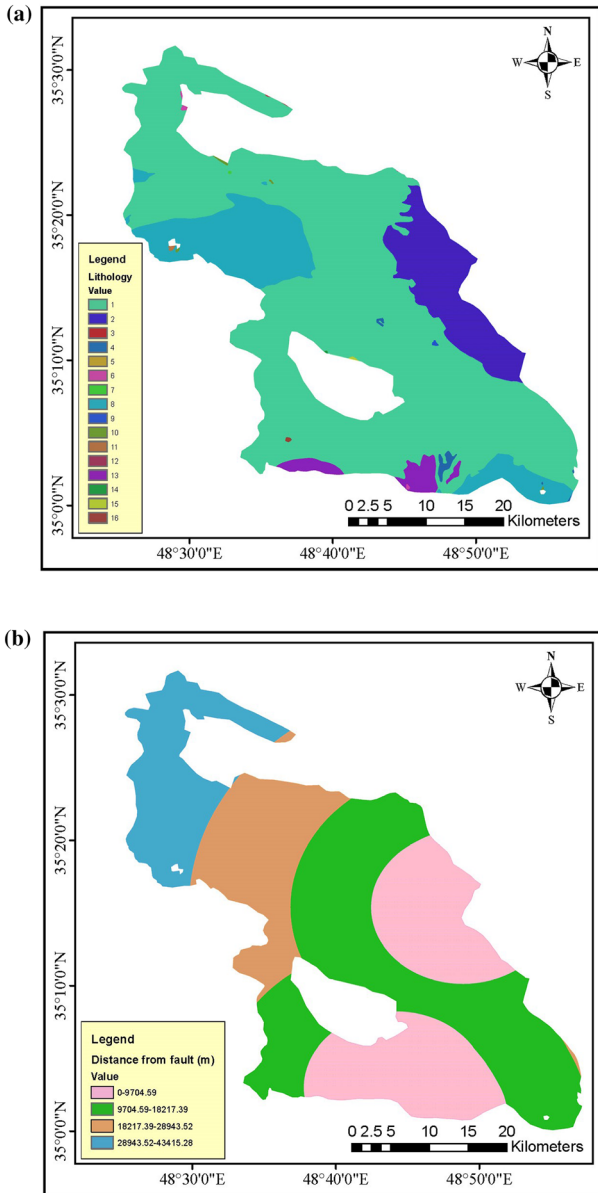 (a)
N
W E
S
35°30'0"N
35°20'0"N
35°10'0"N
35°0'0"N
Legend
Lithology
Value
1
2
3
4
5
6
7
8
9
10
11
12
13
14
15
16
0 2.5 5 10 15 20
Kilometers
48°30'0"E 48°40'0"E 48°50'0"E
(b)
N
W E
S
35°30'0"N
35°20'0"N
35°10'0"N
35°0'0"N
Legend
Distance from fault (m)
Value
0-9704.59
9704.59-18217.39
18217.39-28943.52
28943.52-43415.28
0 2.5 5 10 15 20
Kilometers
48°30'0"E 48°40'0"E 48°50'0"E